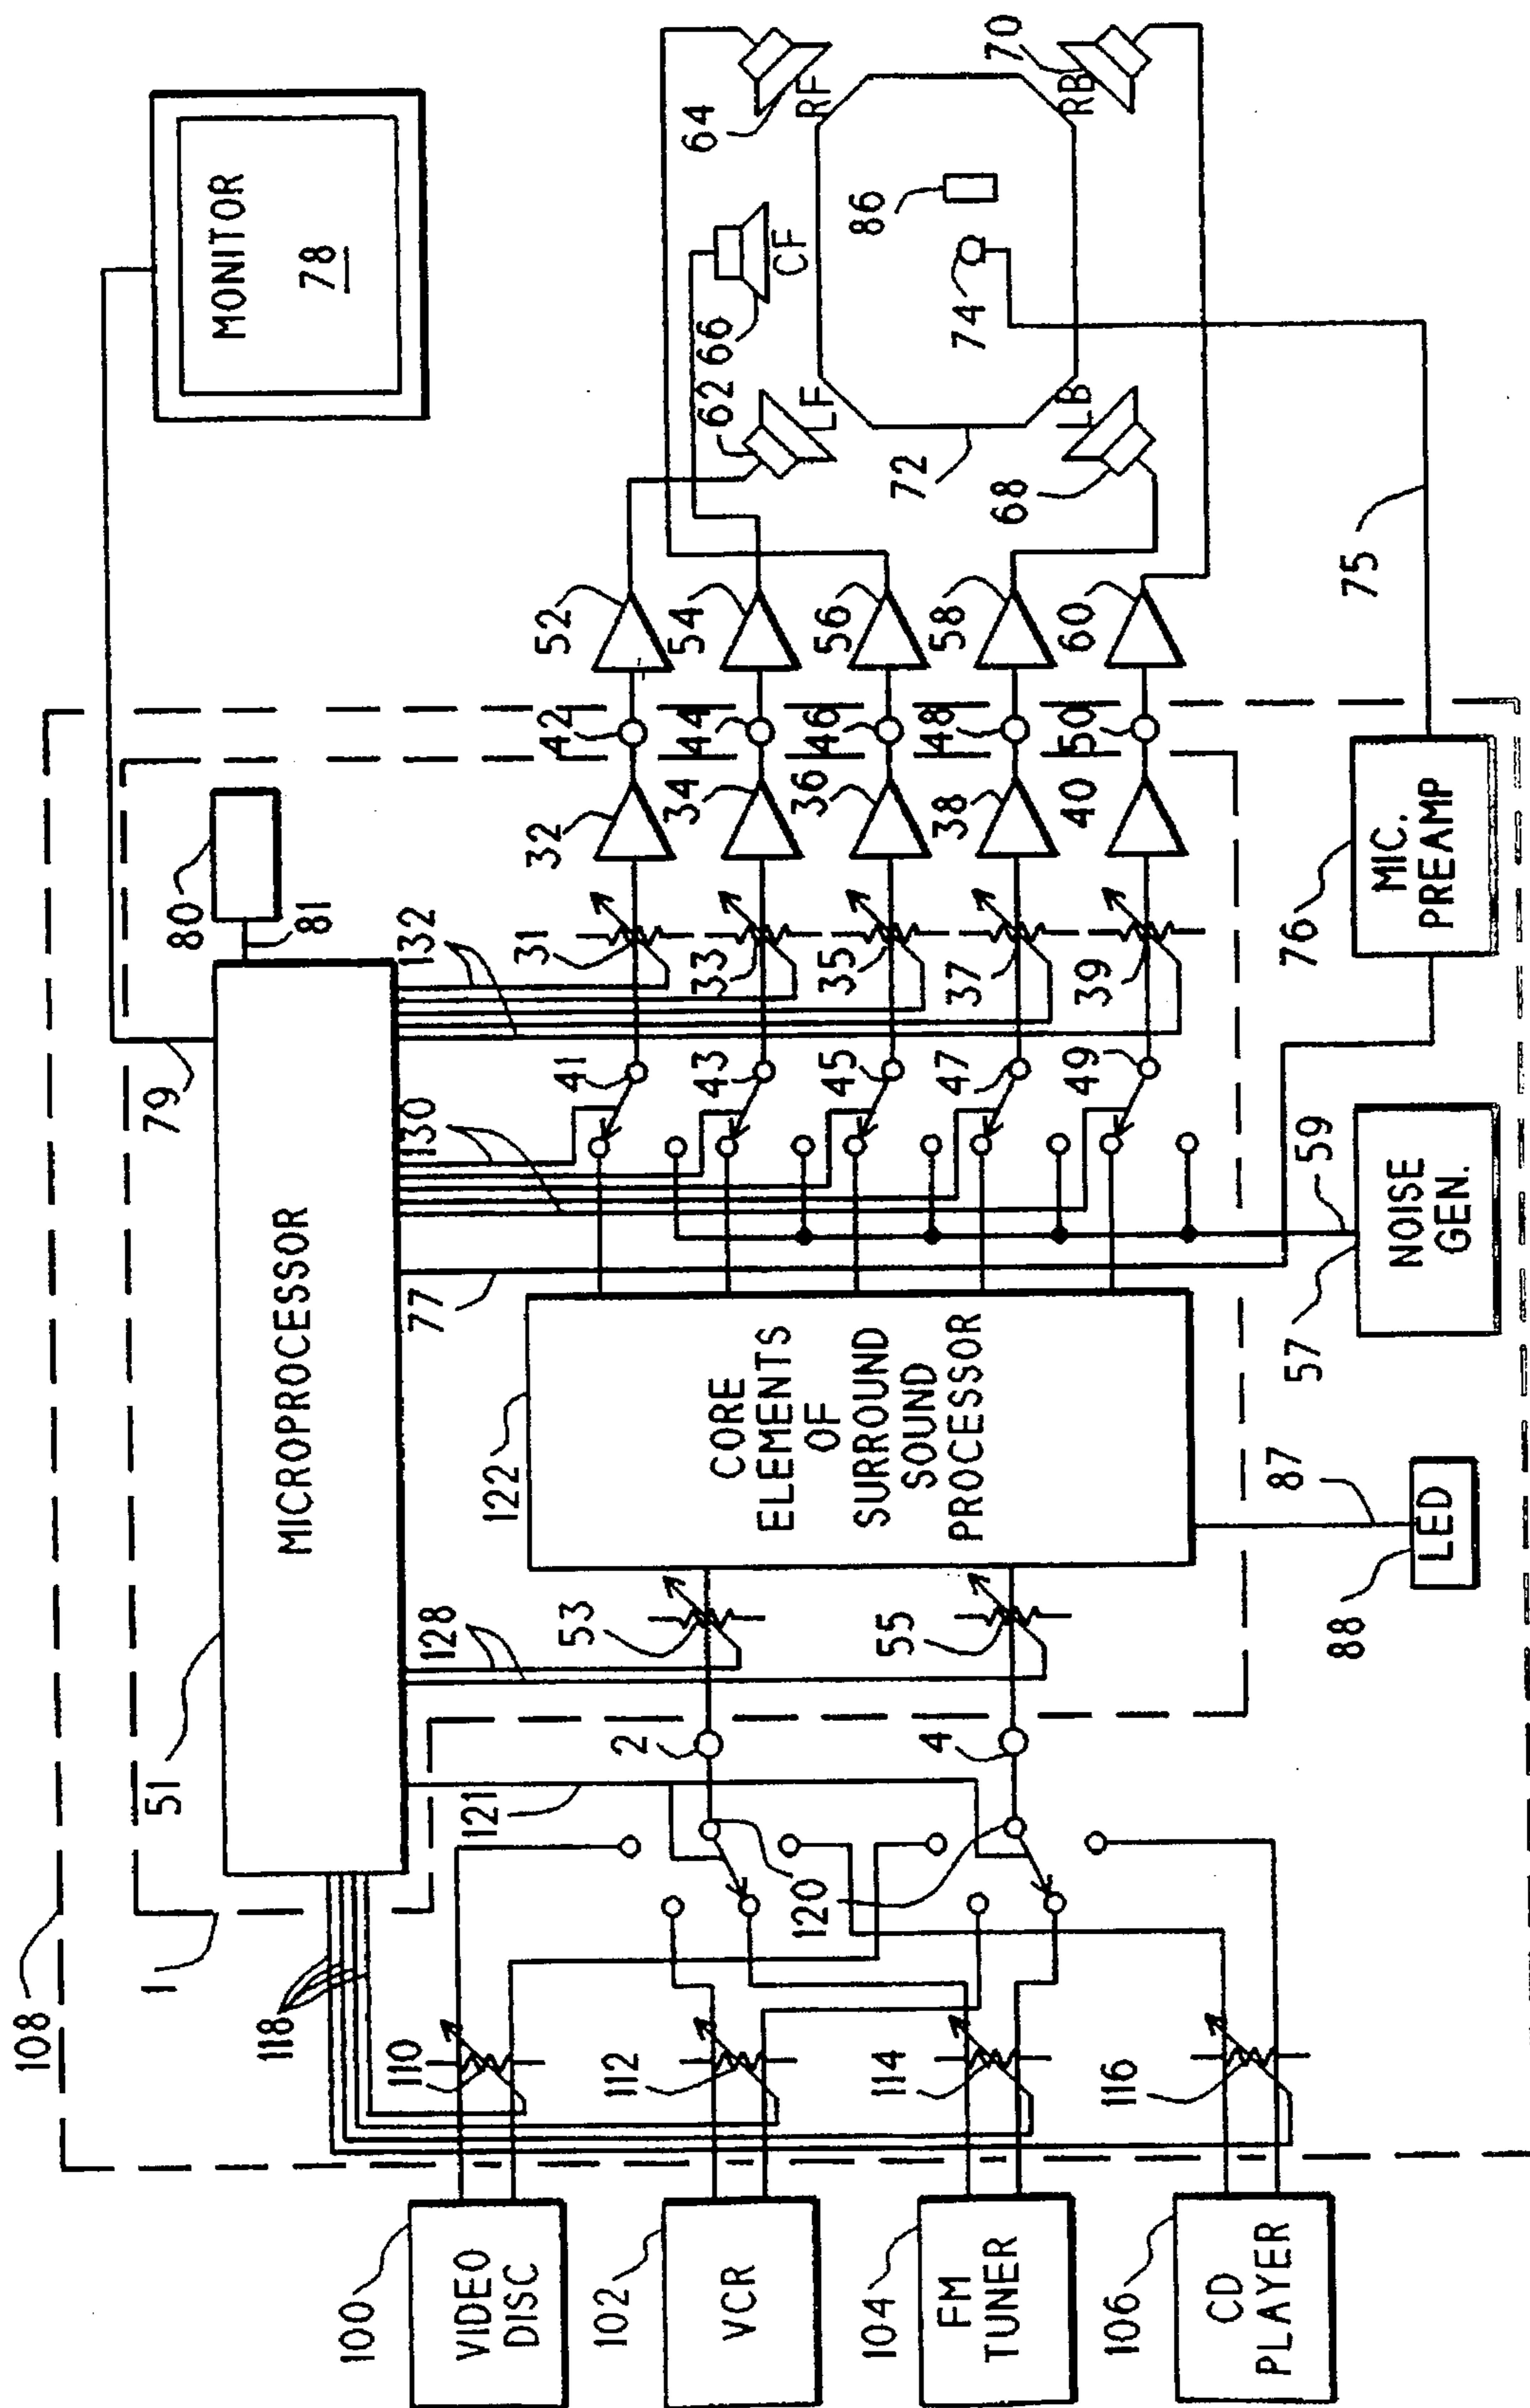 108
1
51
118
MICROPROCESSOR
79
80
81
MONITOR
78
100
VIDEO
DISC
110
121
128
130
132
77
102
VCR
112
2
53
122
CORE
ELEMENTS
OF
SURROUND
SOUND
PROCESSOR
41
31
32
42
52
43
33
34
44
54
45
35
36
46
56
47
37
38
48
58
49
39
40
50
60
62
LF
66
CF
64
RF
72
74
86
68
LB
70
RB
104
FM
TUNER
114
120
4
55
106
CD
PLAYER
116
88
LED
87
57
NOISE
GEN.
59
76
MIC.
PREAMP
75